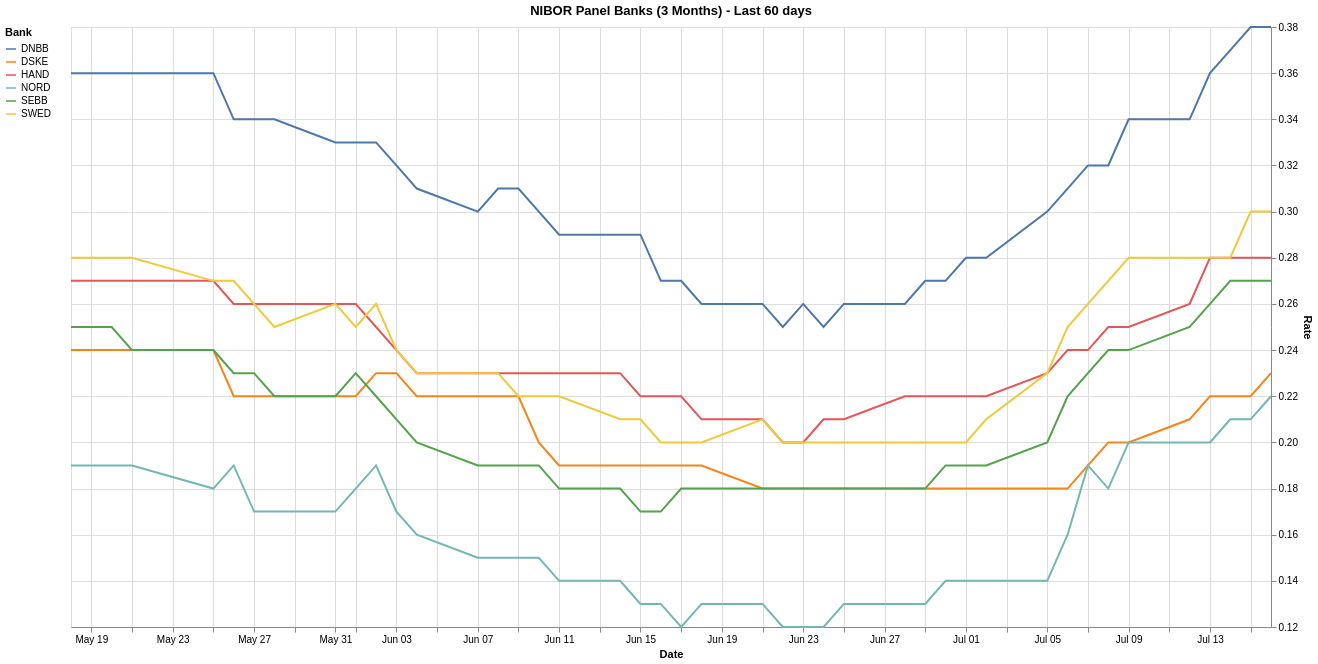 NIBOR Panel Banks (3 Months) - Last 60 days
Bank
DNBB
DSKE
HAND
NORD
SEBB
SWED
0.38
0.36
0.34
0.32
0.30
0.28
0.26
0.24
0.22
0.20
0.18
0.16
0.14
0.12
Rate
May 19 May 23 May 27 May 31 Jun 03 Jun 07 Jun 11 Jun 15 Jun 19 Jun 23 Jun 27 Jul 01 Jul 05 Jul 09 Jul 13
Date